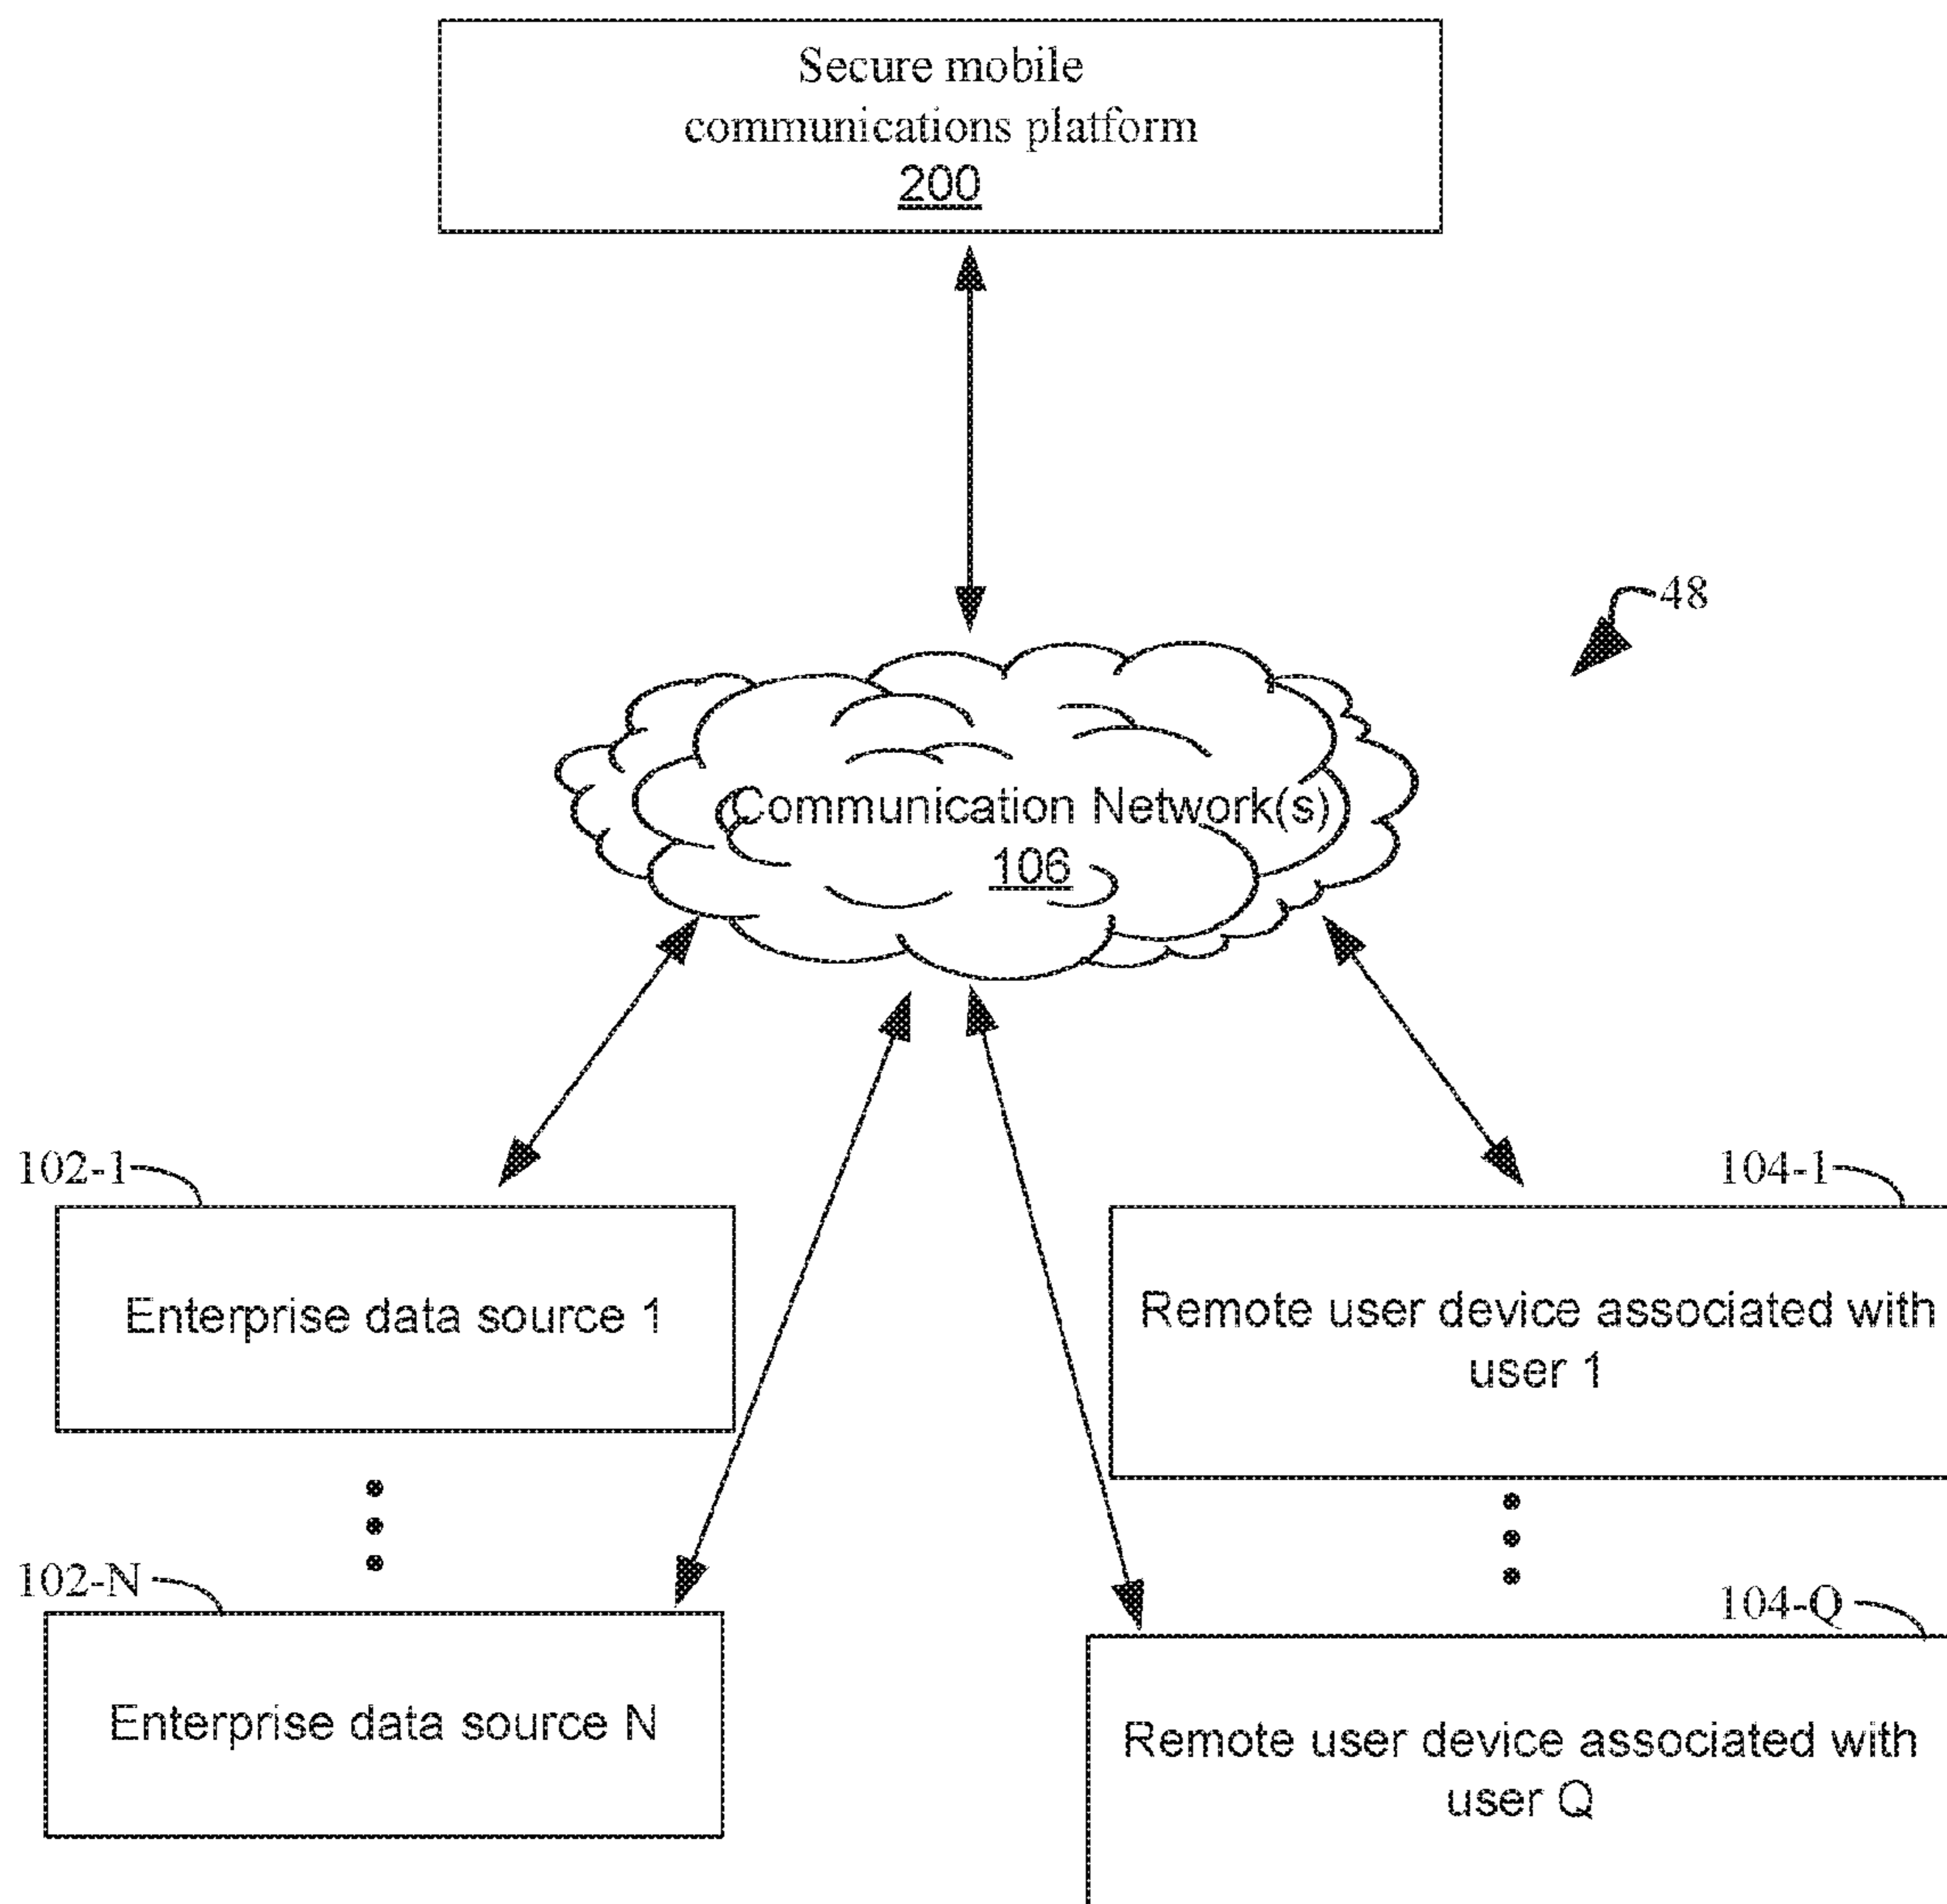 Secure mobile
communications platform
200
48
Communication Network(s)
106
102-1
104-1
Enterprise data source 1
Remote user device associated with
user 1
102-N
104-Q
Enterprise data source N
Remote user device associated with
user Q